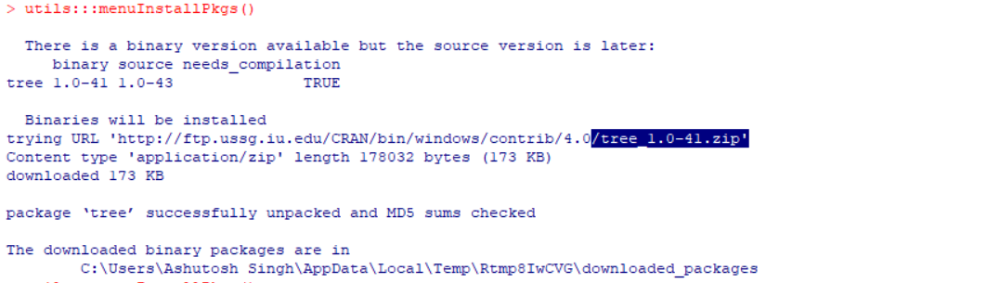 > utils:::menuInstallPkgs()
There is a binary version available but the source version is later:
binary source needs_compilation
tree 1.0-41 1.0-43 TRUE
Binaries will be installed
trying URL 'http://ftp.ussg.iu.edu/CRAN/bin/windows/contrib/4.0/tree_1.0-41.zip'
Content type 'application/zip' length 178032 bytes (173 KB)
downloaded 173 KB
package ‘tree’ successfully unpacked and MD5 sums checked
The downloaded binary packages are in
C:\Users\Ashutosh Singh\AppData\Local\Temp\Rtmp8IwCVG\downloaded_packages